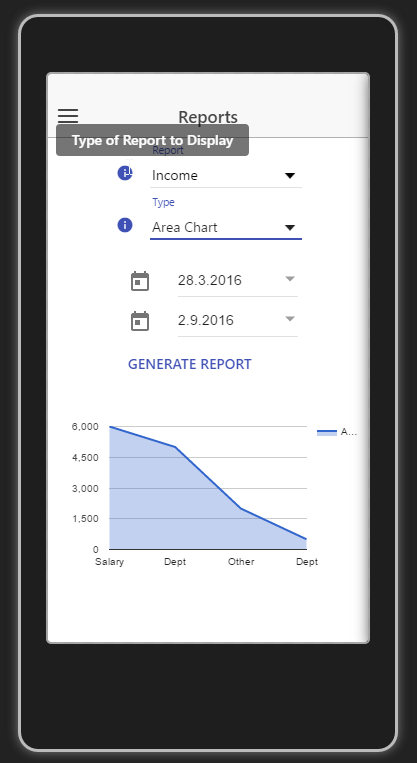 Reports
Type of Report to Display
Report
Income
Type
Area Chart
28.3.2016
2.9.2016
GENERATE REPORT
6,000
4,500
3,000
1,500
0
A...
Salary Dept Other Dept